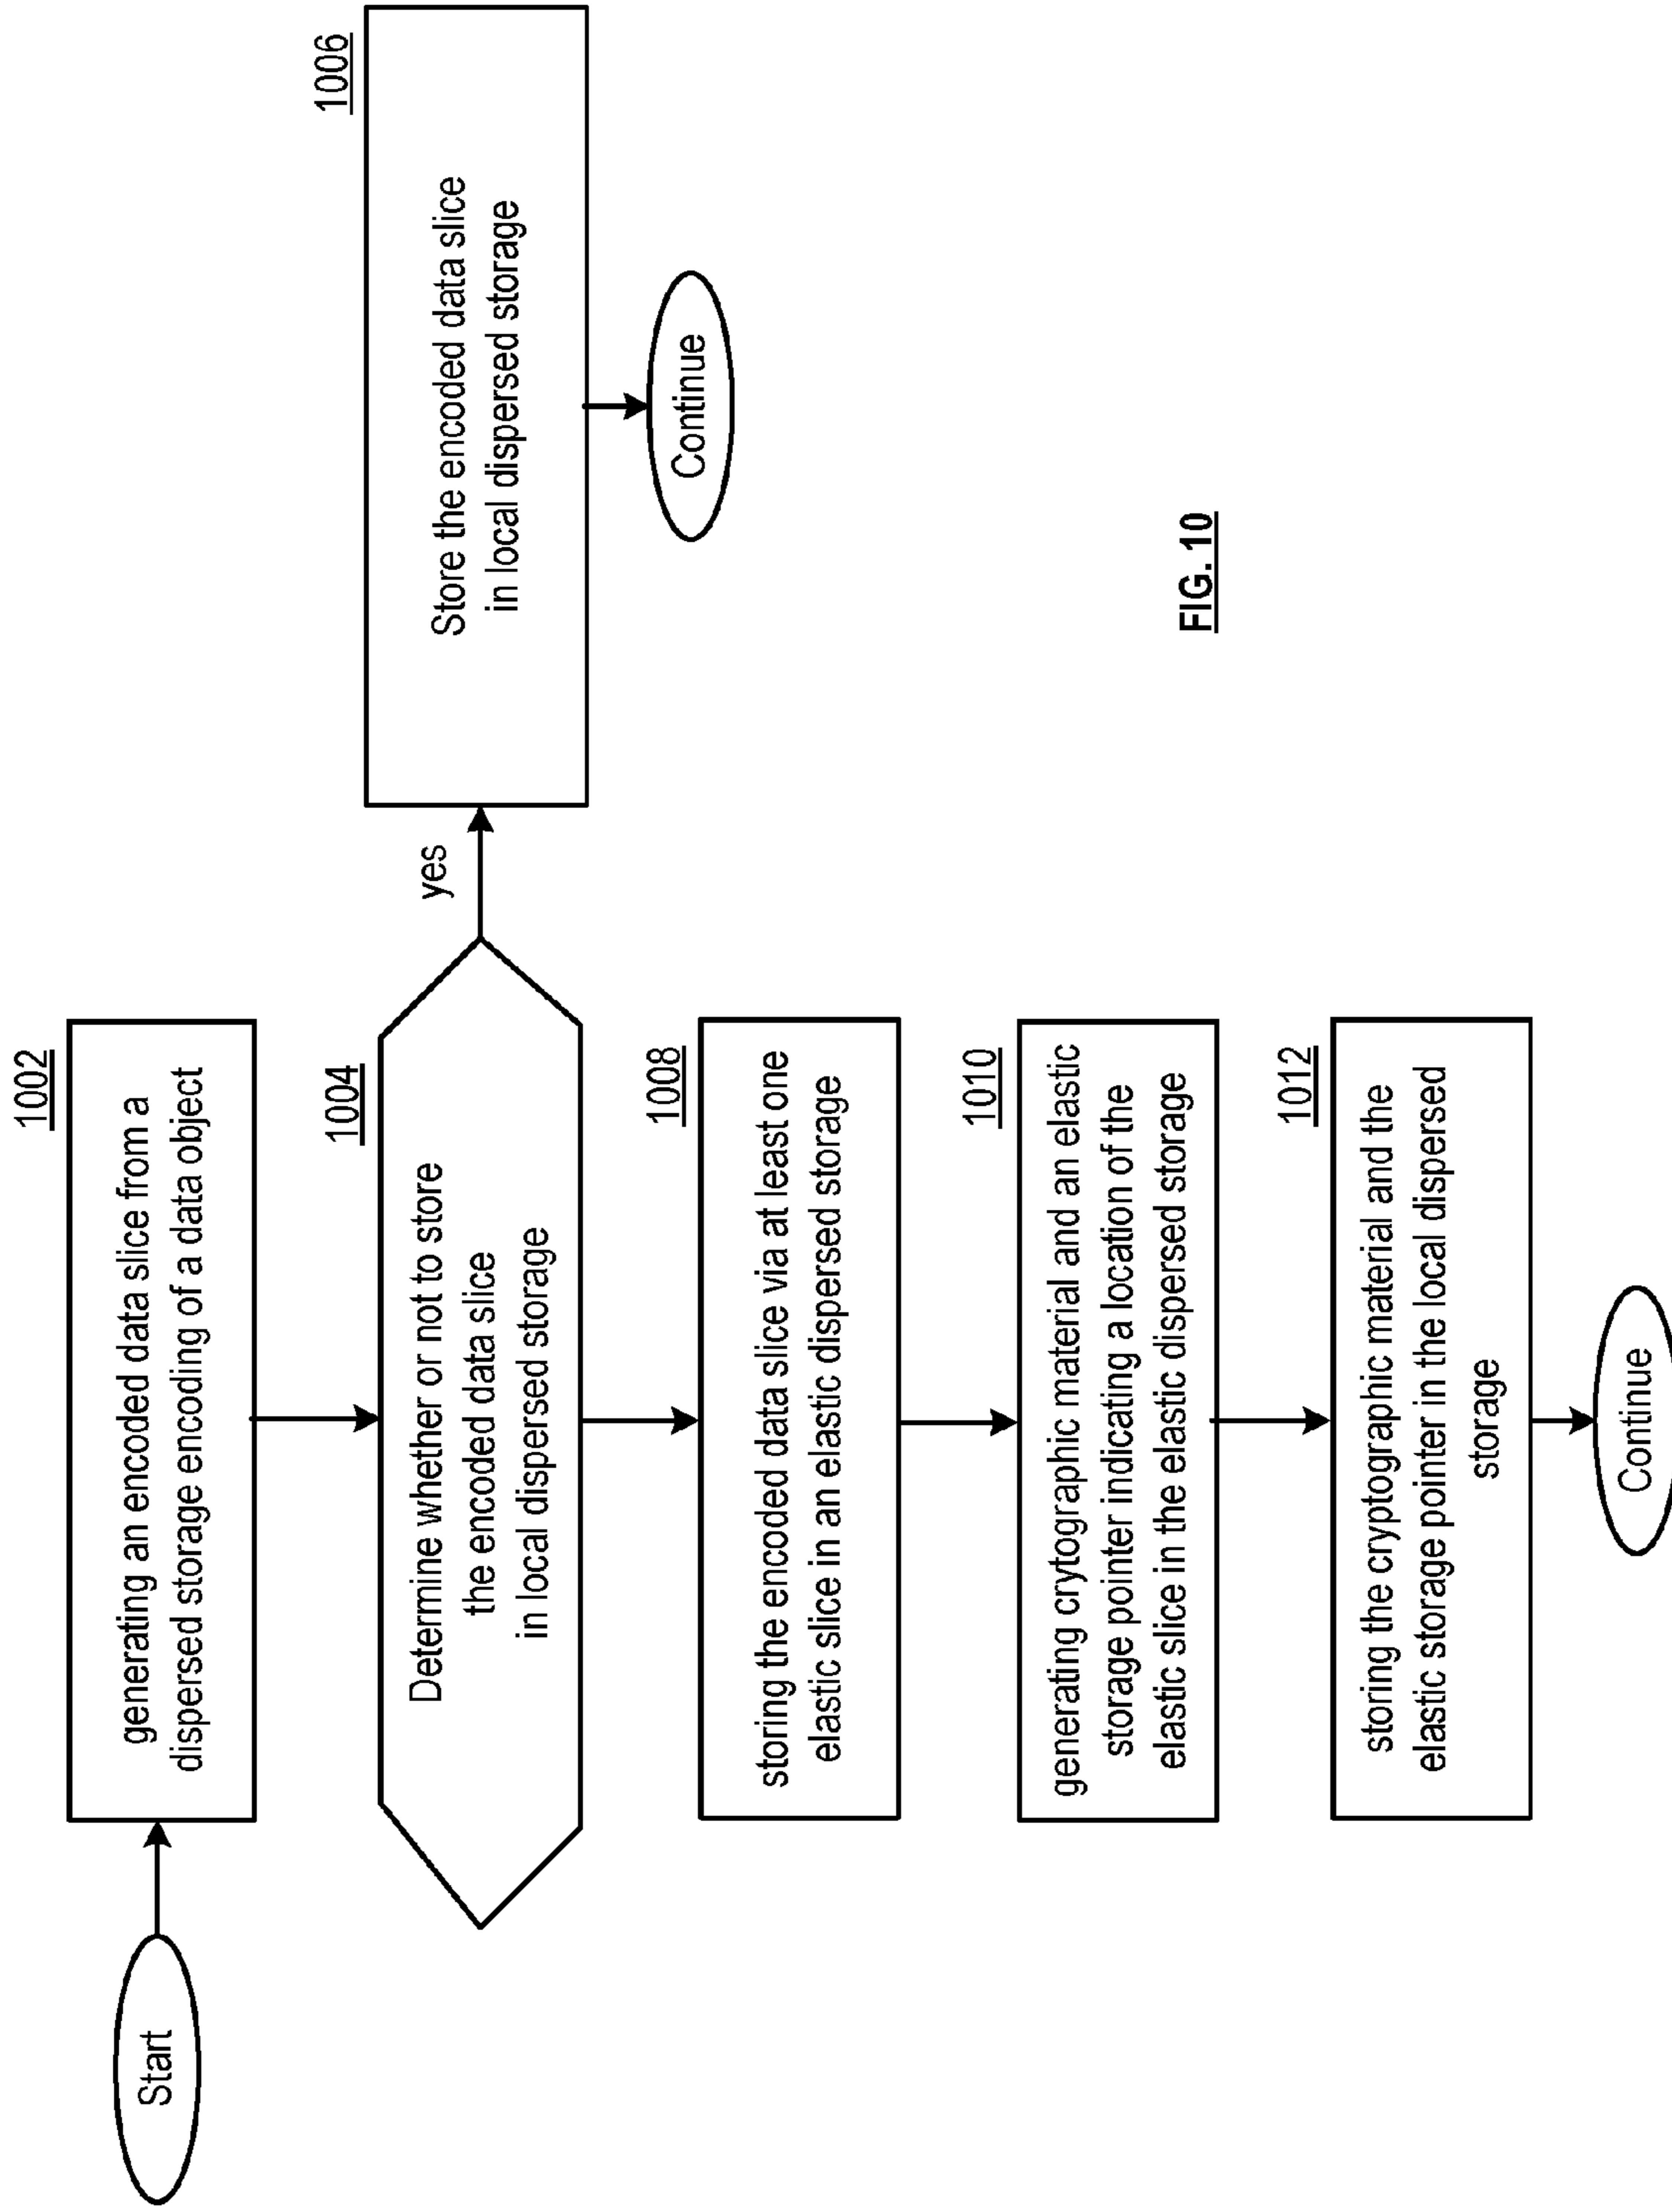 Start
1002
generating an encoded data slice from a
dispersed storage encoding of a data object
1004
Determine whether or not to store
the encoded data slice
in local dispersed storage
yes
1006
Store the encoded data slice
in local dispersed storage
Continue
1008
storing the encoded data slice via at least one
elastic slice in an elastic dispersed storage
1010
generating crytographic material and an elastic
storage pointer indicating a location of the
elastic slice in the elastic dispersed storage
1012
storing the cryptographic material and the
elastic storage pointer in the local dispersed
storage
Continue
FIG. 10